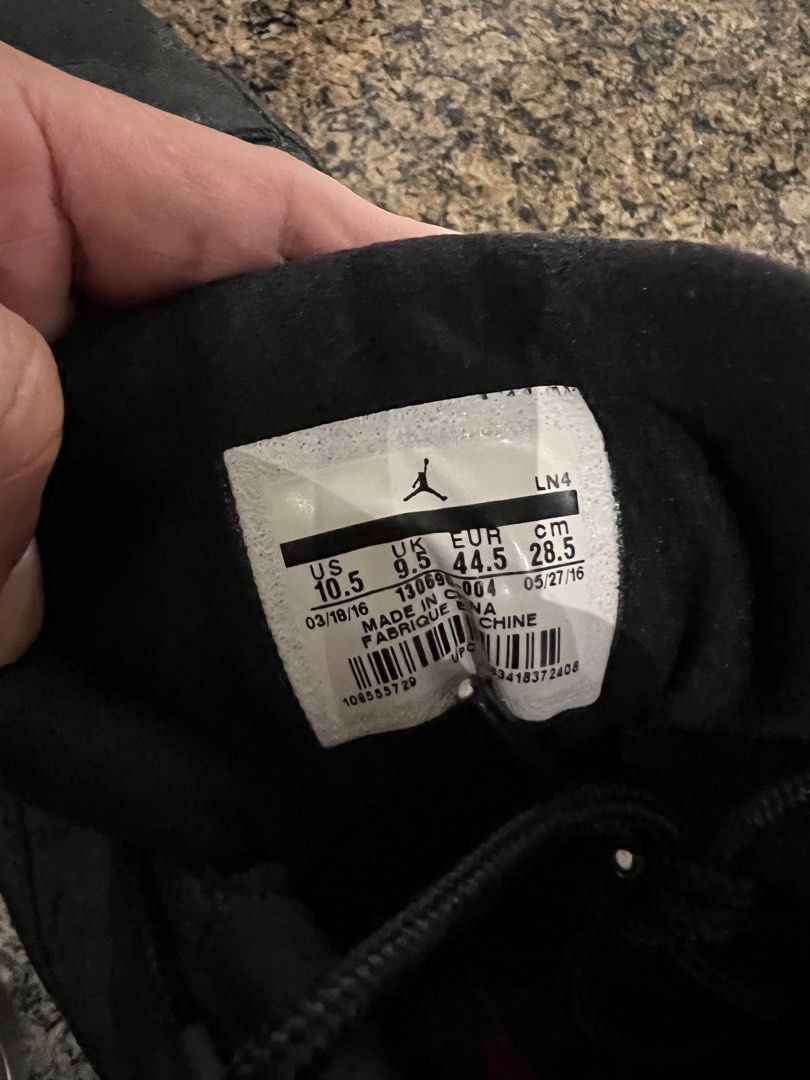 LN4
US UK EUR cm
10.5 9.5 44.5 28.5
03/18/16 004 05/27/16
MADE IN
FABRIQUE CHINE
UPC
106555729 3418372408